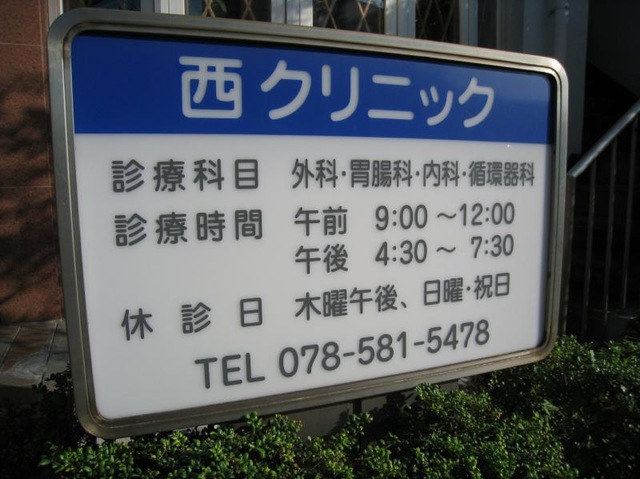 西クリニック
診療科目 外科・胃腸科・内科・循環器科
診療時間 午前 9:00 ～12:00
午後 4:30 ～ 7:30
休診日 木曜午後、日曜・祝日
TEL 078-581-5478